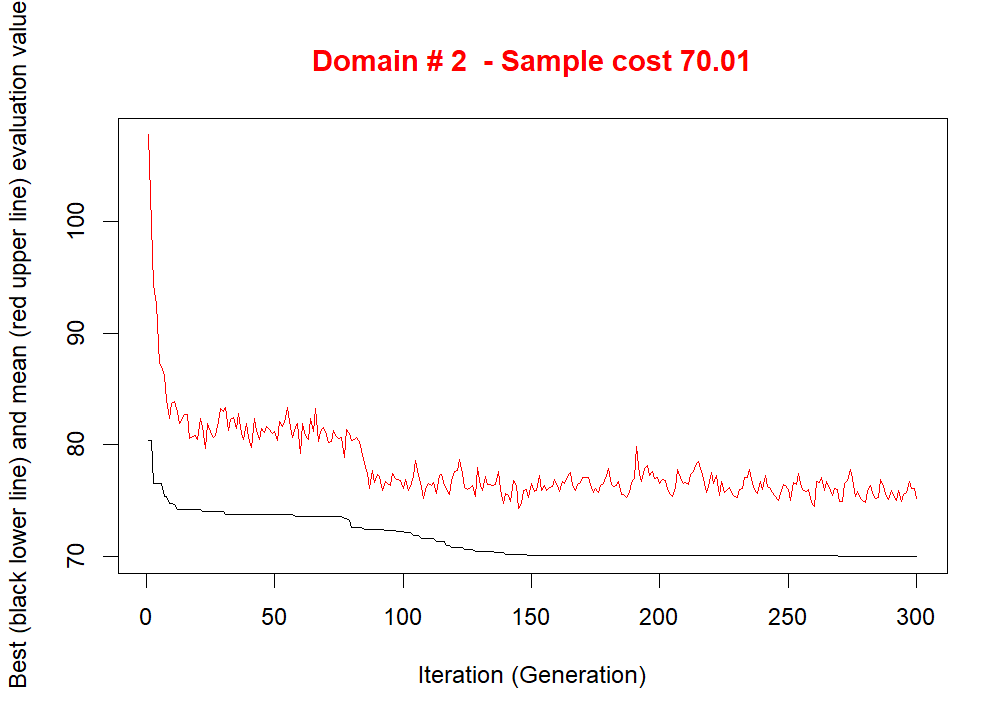 Domain # 2  - Sample cost 70.01
Best (black lower line) and mean (red upper line) evaluation value
100
90
80
70
0 50 100 150 200 250 300
Iteration (Generation)